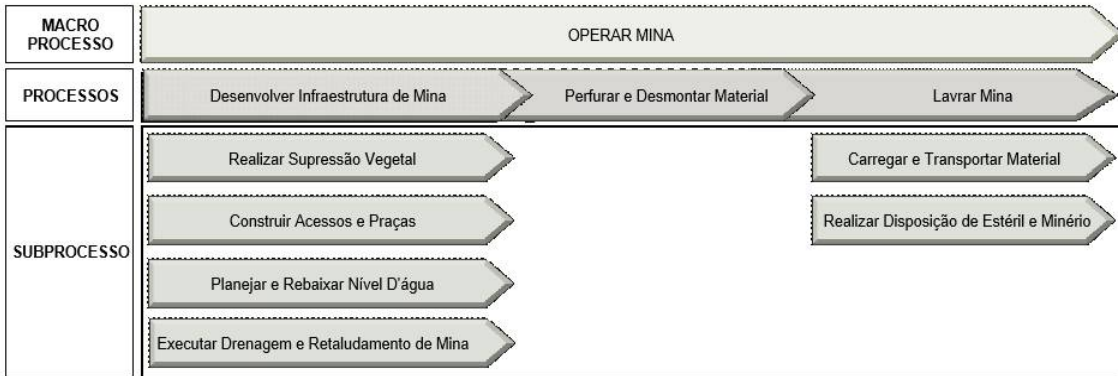 MACRO
PROCESSO
OPERAR MINA
PROCESSOS
Desenvolver Infraestrutura de Mina
Perfurar e Desmontar Material
Lavrar Mina
SUBPROCESSO
Realizar Supressão Vegetal
Carregar e Transportar Material
Construir Acessos e Praças
Realizar Disposição de Estéril e Minério
Planejar e Rebaixar Nível D'água
Executar Drenagem e Retaludamento de Mina